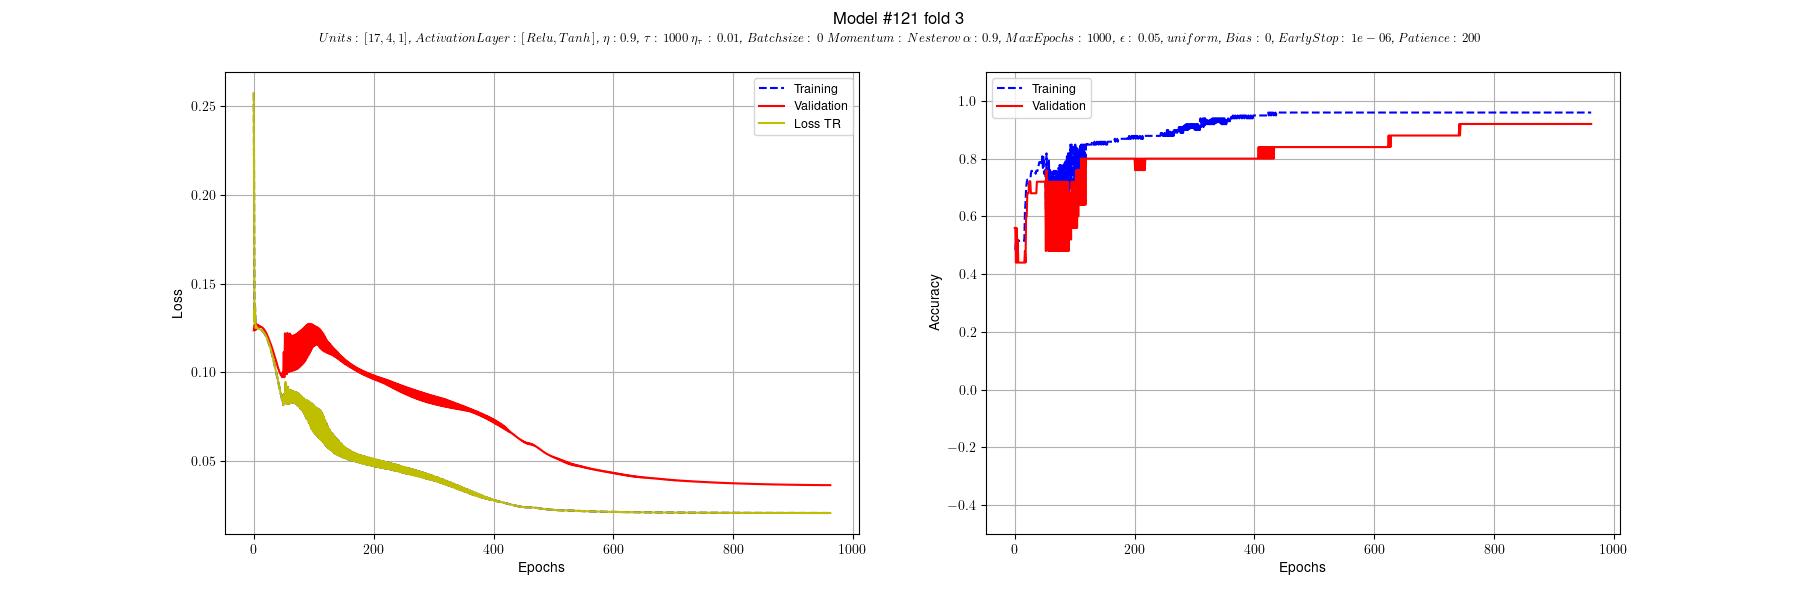 Model #121 fold 3
Units : [17, 4, 1], ActivationLayer : [Relu, Tanh], η : 0.9, τ : 1000 ητ : 0.01, Batchsize : 0 Momentum : Nesterov α : 0.9, MaxEpochs : 1000, ϵ : 0.05, uniform, Bias : 0, EarlyStop : 1e − 06, Patience : 200
Training
Validation
Loss TR
0.25
0.20
0.15
0.10
0.05
Loss
0 200 400 600 800 1000
Epochs
Training
Validation
1.0
0.8
0.6
0.4
0.2
0.0
−0.2
−0.4
Accuracy
0 200 400 600 800 1000
Epochs